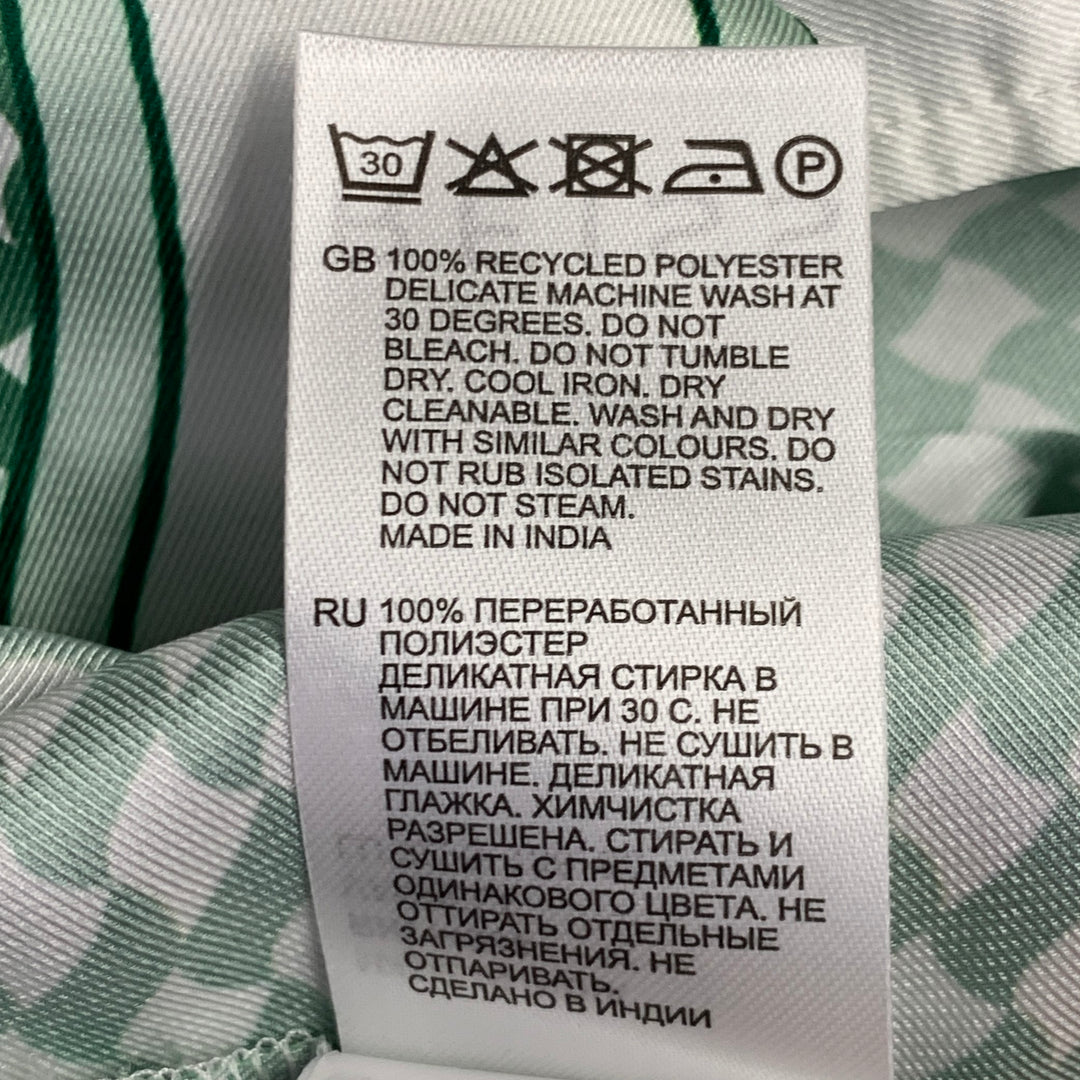 30 P
GB 100% RECYCLED POLYESTER
DELICATE MACHINE WASH AT
30 DEGREES. DO NOT
BLEACH. DO NOT TUMBLE
DRY. COOL IRON. DRY
CLEANABLE. WASH AND DRY
WITH SIMILAR COLOURS. DO
NOT RUB ISOLATED STAINS.
DO NOT STEAM.
MADE IN INDIA
RU 100% ПЕРЕРАБОТАННЫЙ
ПОЛИЭСТЕР
ДЕЛИКАТНАЯ СТИРКА В
МАШИНЕ ПРИ 30 С. НЕ
ОТБЕЛИВАТЬ. НЕ СУШИТЬ В
МАШИНЕ. ДЕЛИКАТНАЯ
ГЛАЖКА. ХИМЧИСТКА
РАЗРЕШЕНА. СТИРАТЬ И
СУШИТЬ С ПРЕДМЕТАМИ
ОДИНАКОВОГО ЦВЕТА. НЕ
ОТТИРАТЬ ОТДЕЛЬНЫЕ
ЗАГРЯЗНЕНИЯ. НЕ
ОТПАРИВАТЬ.
СДЕЛАНО В ИНДИИ